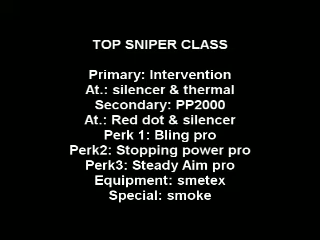 TOP SNIPER CLASS
Primary: Intervention
At.: silencer & thermal
Secondary: PP2000
At.: Red dot & silencer
Perk 1: Bling pro
Perk2: Stopping power pro
Perk3: Steady Aim pro
Equipment: smetex
Special: smoke